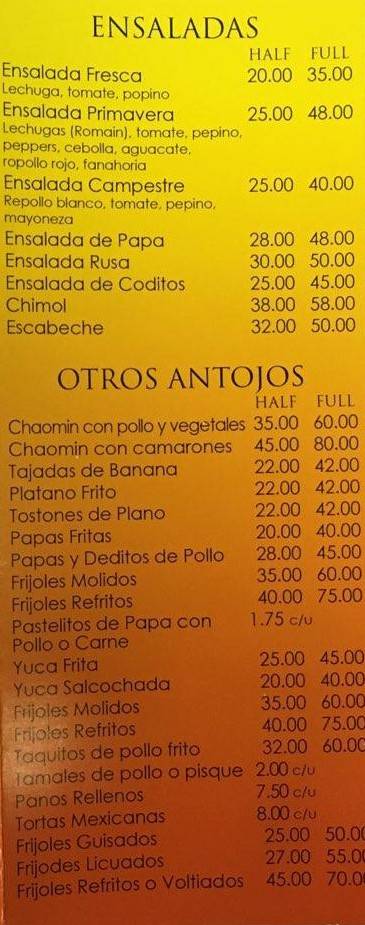 ENSALADAS
HALF FULL
Ensalada Fresca 20.00 35.00
Lechuga, tomate, popino
Ensalada Primavera 25.00 48.00
Lechugas (Romain), tomate, pepino,
peppers, cebolla, aguacate,
ropollo rojo, fanahoria
Ensalada Campestre 25.00 40.00
Repollo blanco, tomate, pepino,
mayoneza
Ensalada de Papa 28.00 48.00
Ensalada Rusa 30.00 50.00
Ensalada de Coditos 25.00 45.00
Chimol 38.00 58.00
Escabeche 32.00 50.00
OTROS ANTOJOS
HALF FULL
Chaomin con pollo y vegetales 35.00 60.00
Chaomin con camarones 45.00 80.00
Tajadas de Banana 22.00 42.00
Platano Frito 22.00 42.00
Tostones de Plano 22.00 42.00
Papas Fritas 20.00 40.00
Papas y Deditos de Pollo 28.00 45.00
Frijoles Molidos 35.00 60.00
Frijoles Refritos 40.00 75.00
Pastelitos de Papa con 1.75 c/u
Pollo o Carne
Yuca Frita 25.00 45.00
Yuca Salcochada 20.00 40.00
Frijoles Molidos 35.00 60.00
Frijoles Refritos 40.00 75.00
Taquitos de pollo frito 32.00 60.00
Tamales de pollo o pisque 2.00 c/u
Panos Rellenos 7.50 c/u
Tortas Mexicanas 8.00 c/u
Frijoles Guisados 25.00 50.00
Frijodes Licuados 27.00 55.00
Frijoles Refritos o Voltiados 45.00 70.00